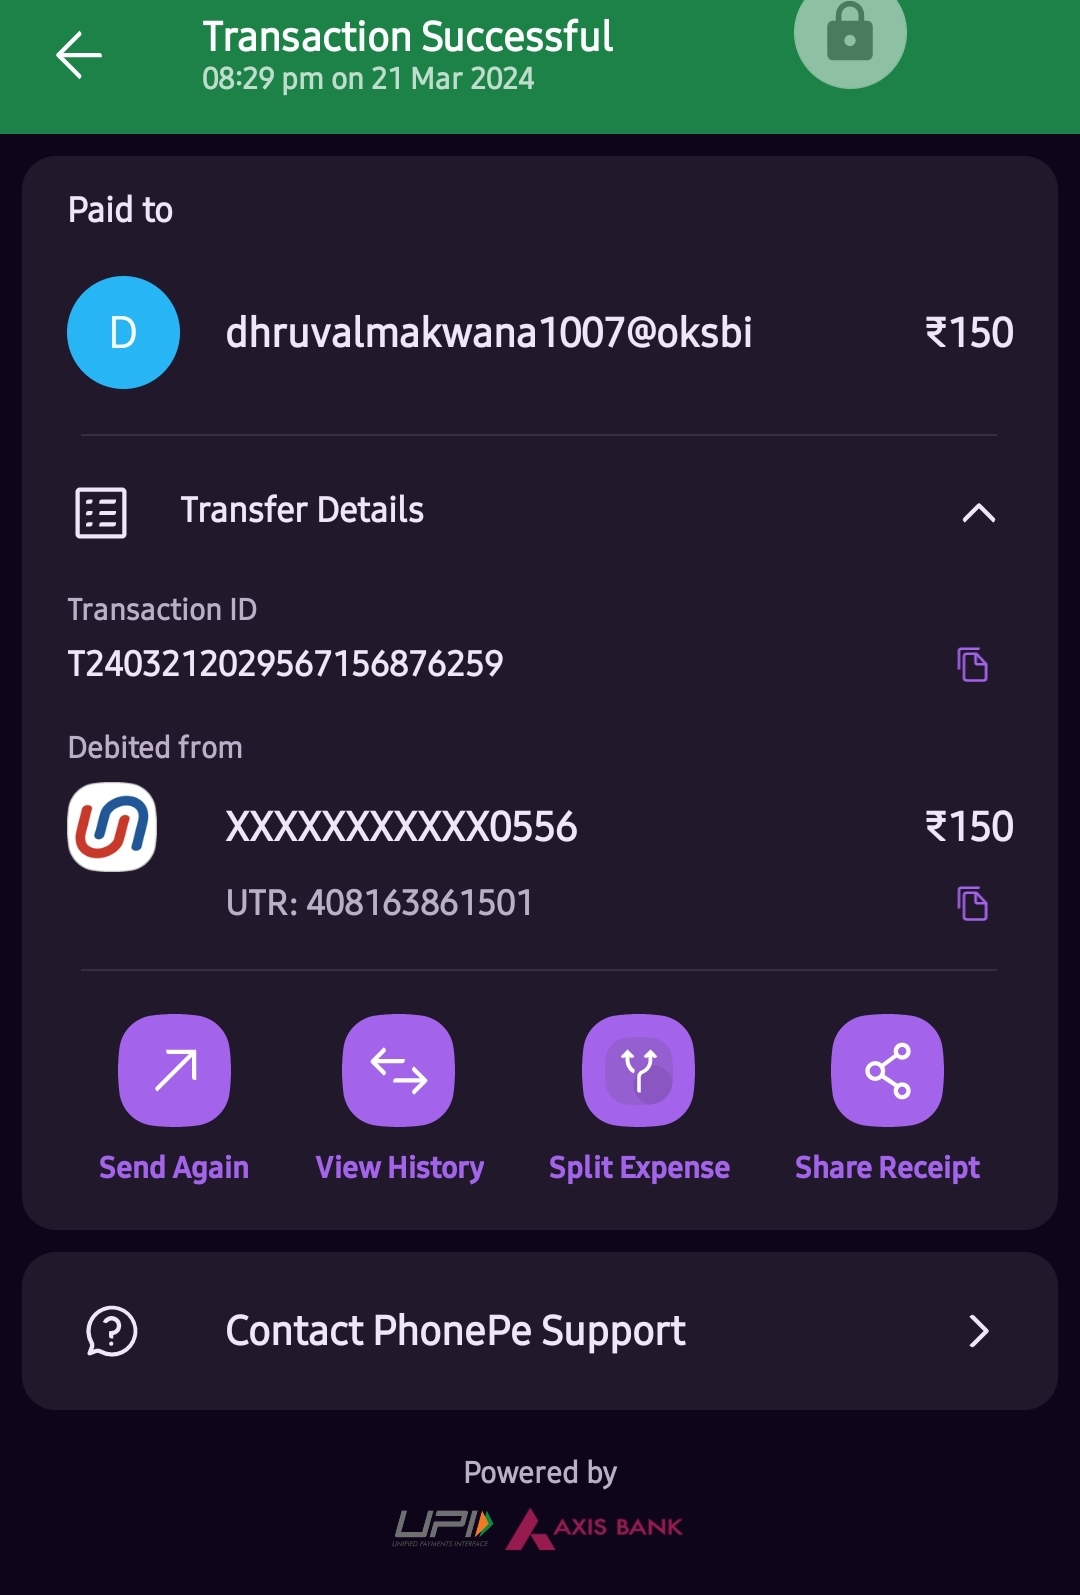 Transaction Successful
08:29 pm on 21 Mar 2024
Paid to
D
dhruvalmakwana1007@oksbi
₹150
Transfer Details
Transaction ID
T2403212029567156876259
Debited from
XXXXXXXXXXX0556
₹150
UTR: 408163861501
Send Again
View History
Split Expense
Share Receipt
Contact PhonePe Support
Powered by
UPI
UNIFIED PAYMENTS INTERFACE
AXIS BANK